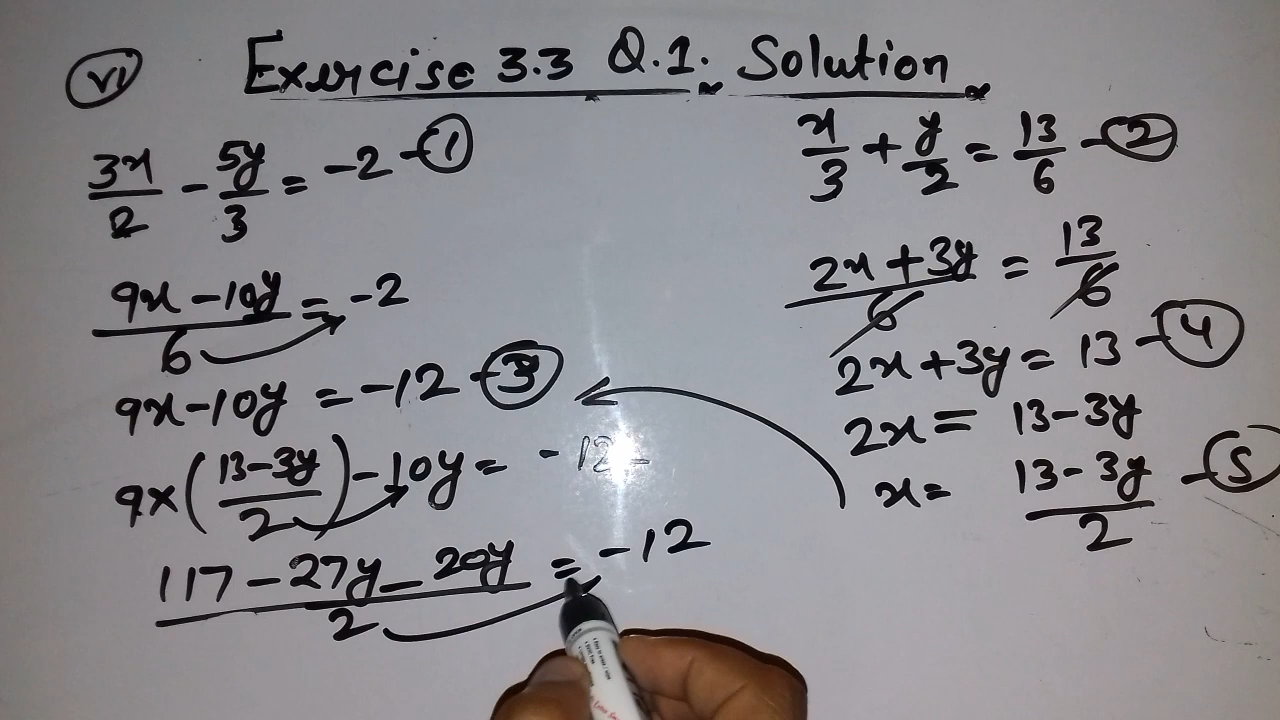 vi Exercise 3.3 Q.1. Solution
3x/2 - 5y/3 = -2 - 1
9x - 10y/6 = -2
9x - 10y = -12 - 3
9×(13-3y/2) - 10y = -12
117 - 27y - 20y/2 = -12
x/3 + y/2 = 13/6 - 2
2x + 3y/6 = 13/6
2x + 3y = 13 - 4
2x = 13 - 3y
x = 13 - 3y/2 - 5